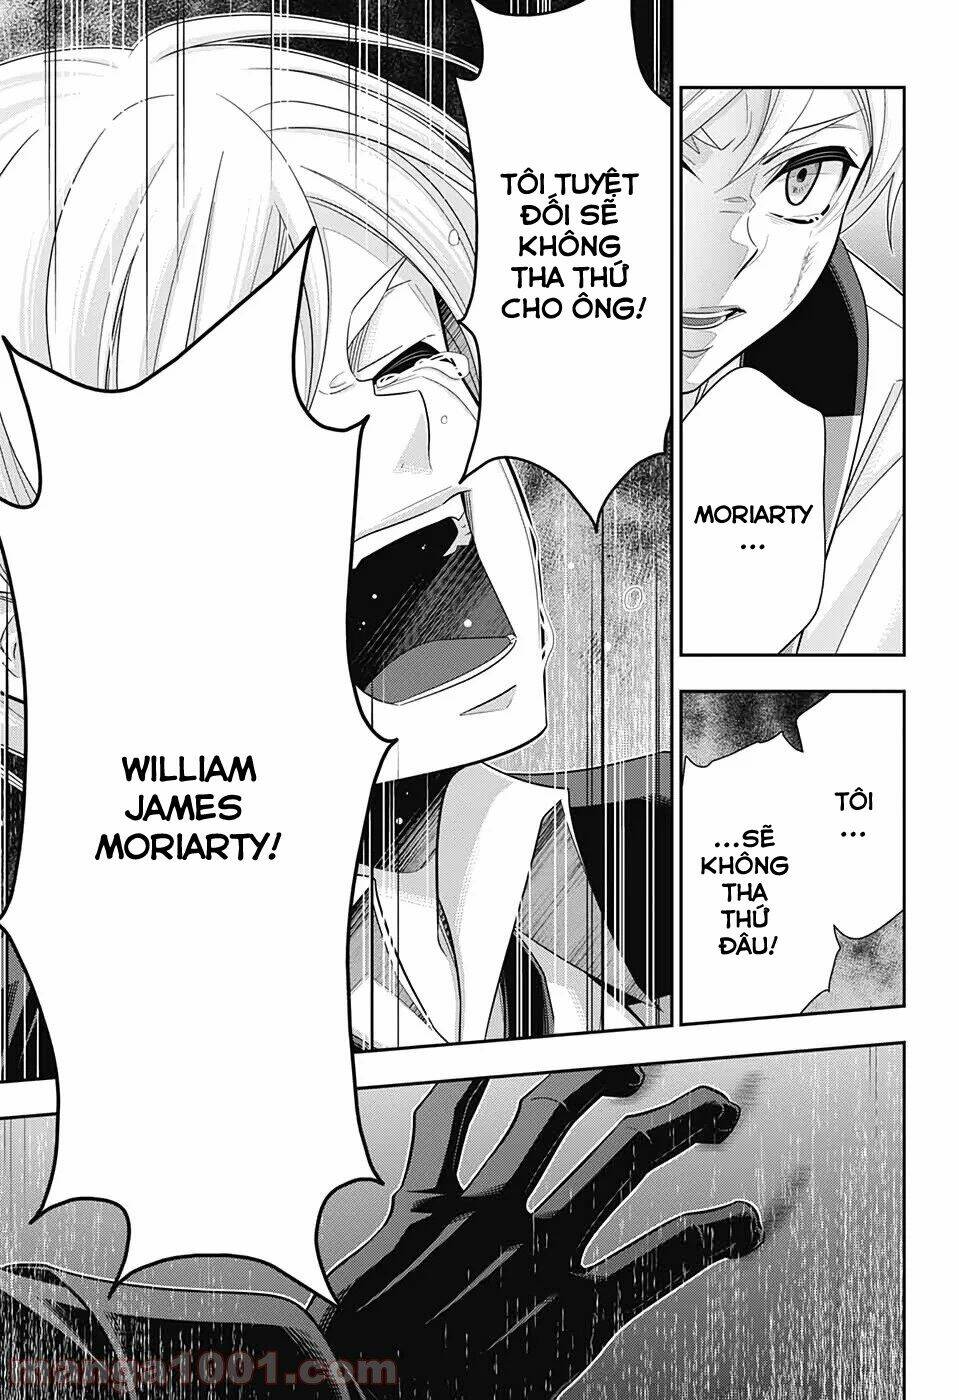 MORIARTY
...
TÔI
...
...SẼ
KHÔNG
THA
THỨ
ĐÂU!
TÔI TUYỆT
ĐỐI SẼ
KHÔNG
THA THỨ
CHO ÔNG!
WILLIAM
JAMES
MORIARTY!
manga1001.com